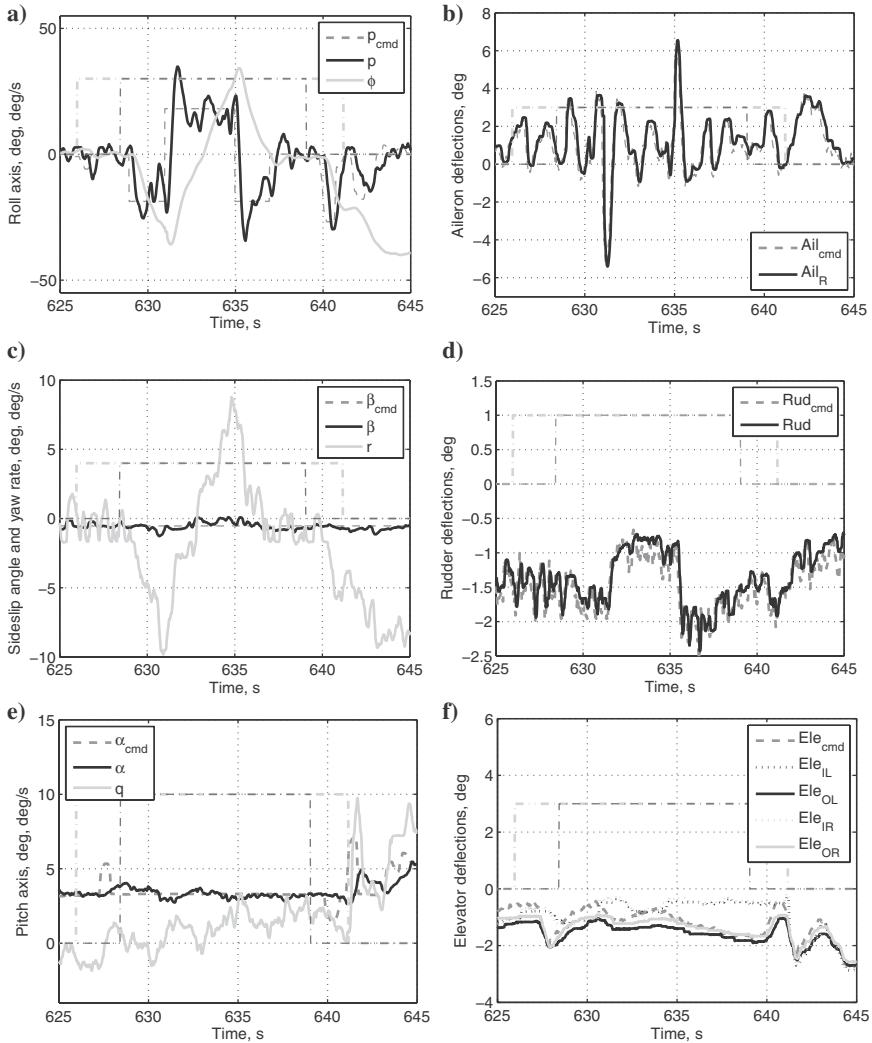 a)
Roll axis, deg, deg/s
50
0
−50
625 630 635 640 645
Time, s
p_cmd
p
ϕ
b)
Aileron deflections, deg
8
6
4
2
0
−2
−4
−6
625 630 635 640 645
Time, s
Ail_cmd
Ail_R
c)
Sideslip angle and yaw rate, deg, deg/s
10
5
0
−5
−10
625 630 635 640 645
Time, s
β_cmd
β
r
d)
Rudder deflections, deg
1.5
1
0.5
0
−0.5
−1
−1.5
−2
−2.5
625 630 635 640 645
Time, s
Rud_cmd
Rud
e)
Pitch axis, deg, deg/s
15
10
5
0
625 630 635 640 645
Time, s
α_cmd
α
q
f)
Elevator deflections, deg
6
4
2
0
−2
−4
625 630 635 640 645
Time, s
Ele_cmd
Ele_IL
Ele_OL
Ele_IR
Ele_OR